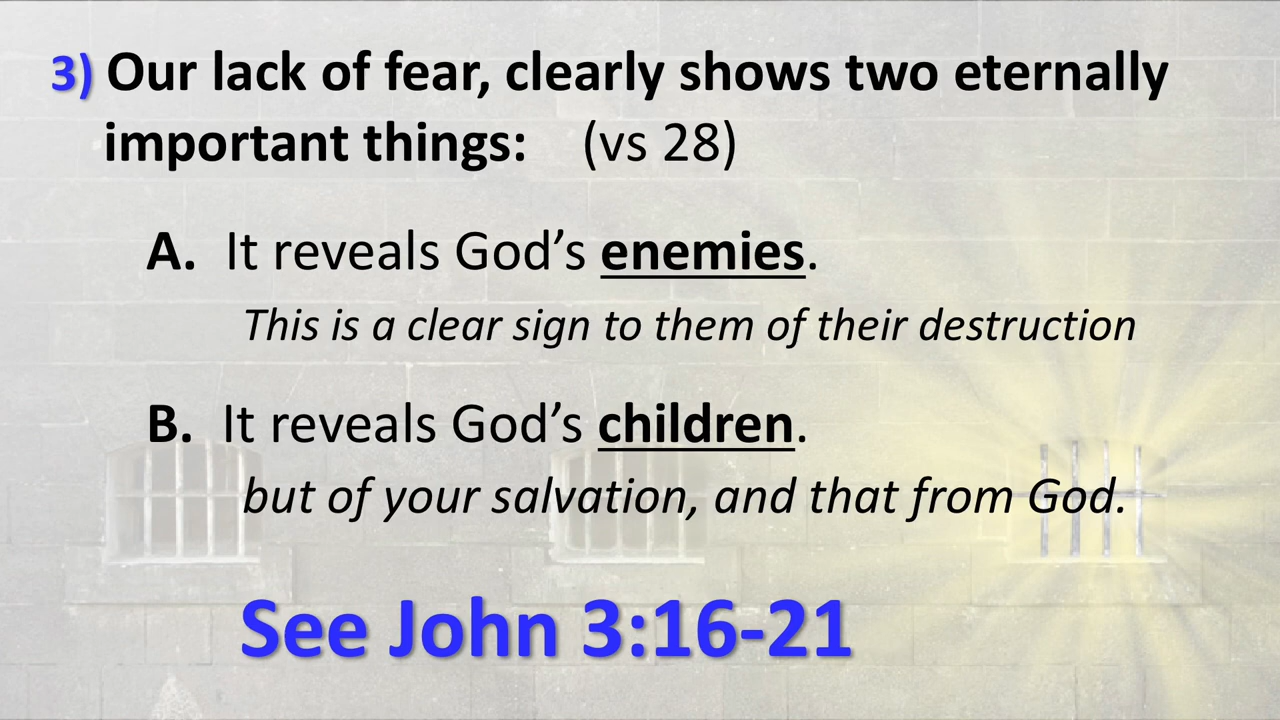 3) Our lack of fear, clearly shows two eternally
important things: (vs 28)
A. It reveals God’s enemies.
This is a clear sign to them of their destruction
B. It reveals God’s children.
but of your salvation, and that from God.
See John 3:16-21